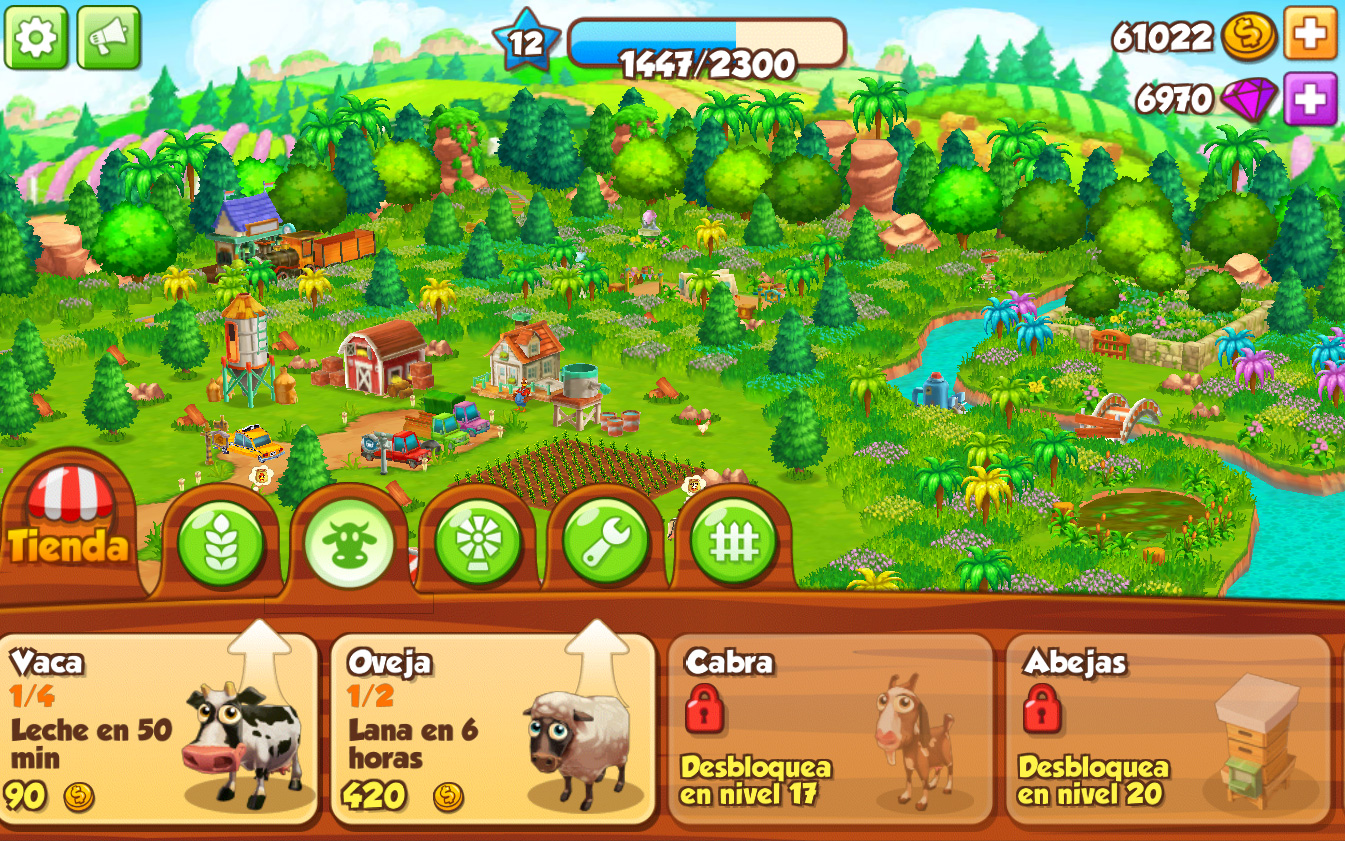 12
1447/2300
61022
6970
Tienda
Vaca
1/4
Leche en 50
min
90
Oveja
1/2
Lana en 6
horas
420
Cabra
Desbloquea
en nivel 17
Abejas
Desbloquea
en nivel 20